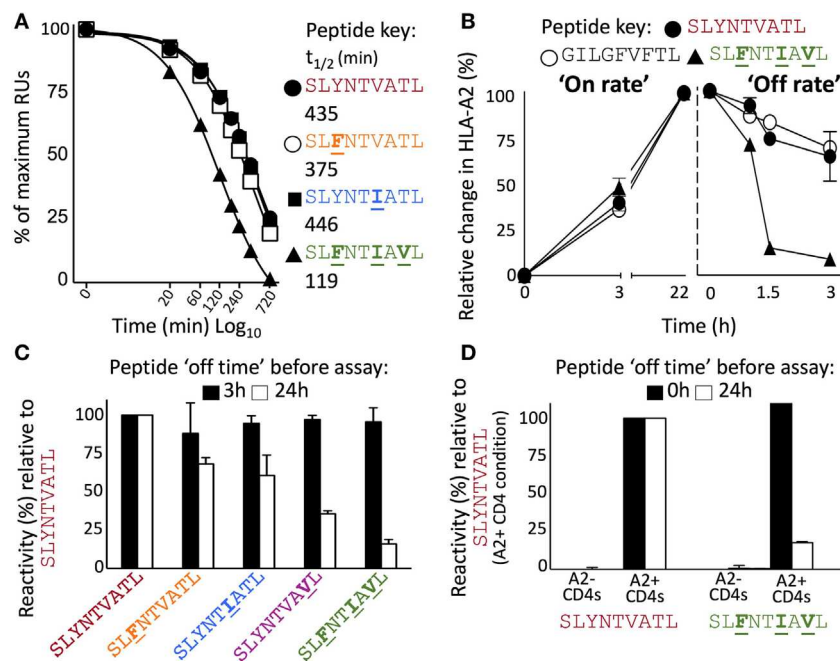 A
% of maximum RUs
100
75
50
25
0
0
20
60
120
240
720
Time (min) Log10
Peptide key:
t1/2 (min)
SLYNTVATL
435
SLFNTVATL
375
SLYNTIATL
446
SLFNTIAVL
119
B
Peptide key: SLYNTVATL
GILGFVFTL SLFNTIAVL
Relative change in HLA-A2 (%)
‘On rate’ ‘Off rate’
100
75
50
25
0
0 3 22 0 1.5 3
Time (h)
C
Peptide ‘off time’ before assay:
3h 24h
Reactivity (%) relative to
SLYNTVATL
100
75
50
25
0
SLYNTVATL
SLFNTVATL
SLYNTIATL
SLYNTVAVL
SLFNTIAVL
D
Peptide ‘off time’ before assay:
0h 24h
Reactivity (%) relative to
SLYNTVATL
(A2+ CD4 condition)
100
75
50
25
0
A2- A2+ A2- A2+
CD4s CD4s CD4s CD4s
SLYNTVATL SLFNTIAVL